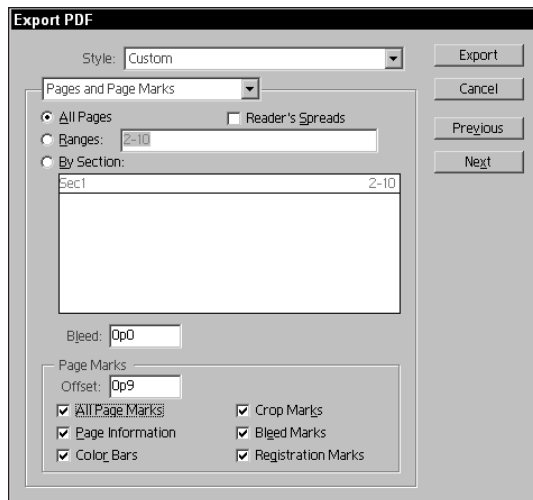 Export PDF
Style: Custom
Export
Pages and Page Marks
Cancel
All Pages
Reader's Spreads
Ranges: 2-10
Previous
By Section:
Next
Sec1 2-10
Bleed: 0p0
Page Marks
Offset: 0p9
All Page Marks
Crop Marks
Page Information
Bleed Marks
Color Bars
Registration Marks